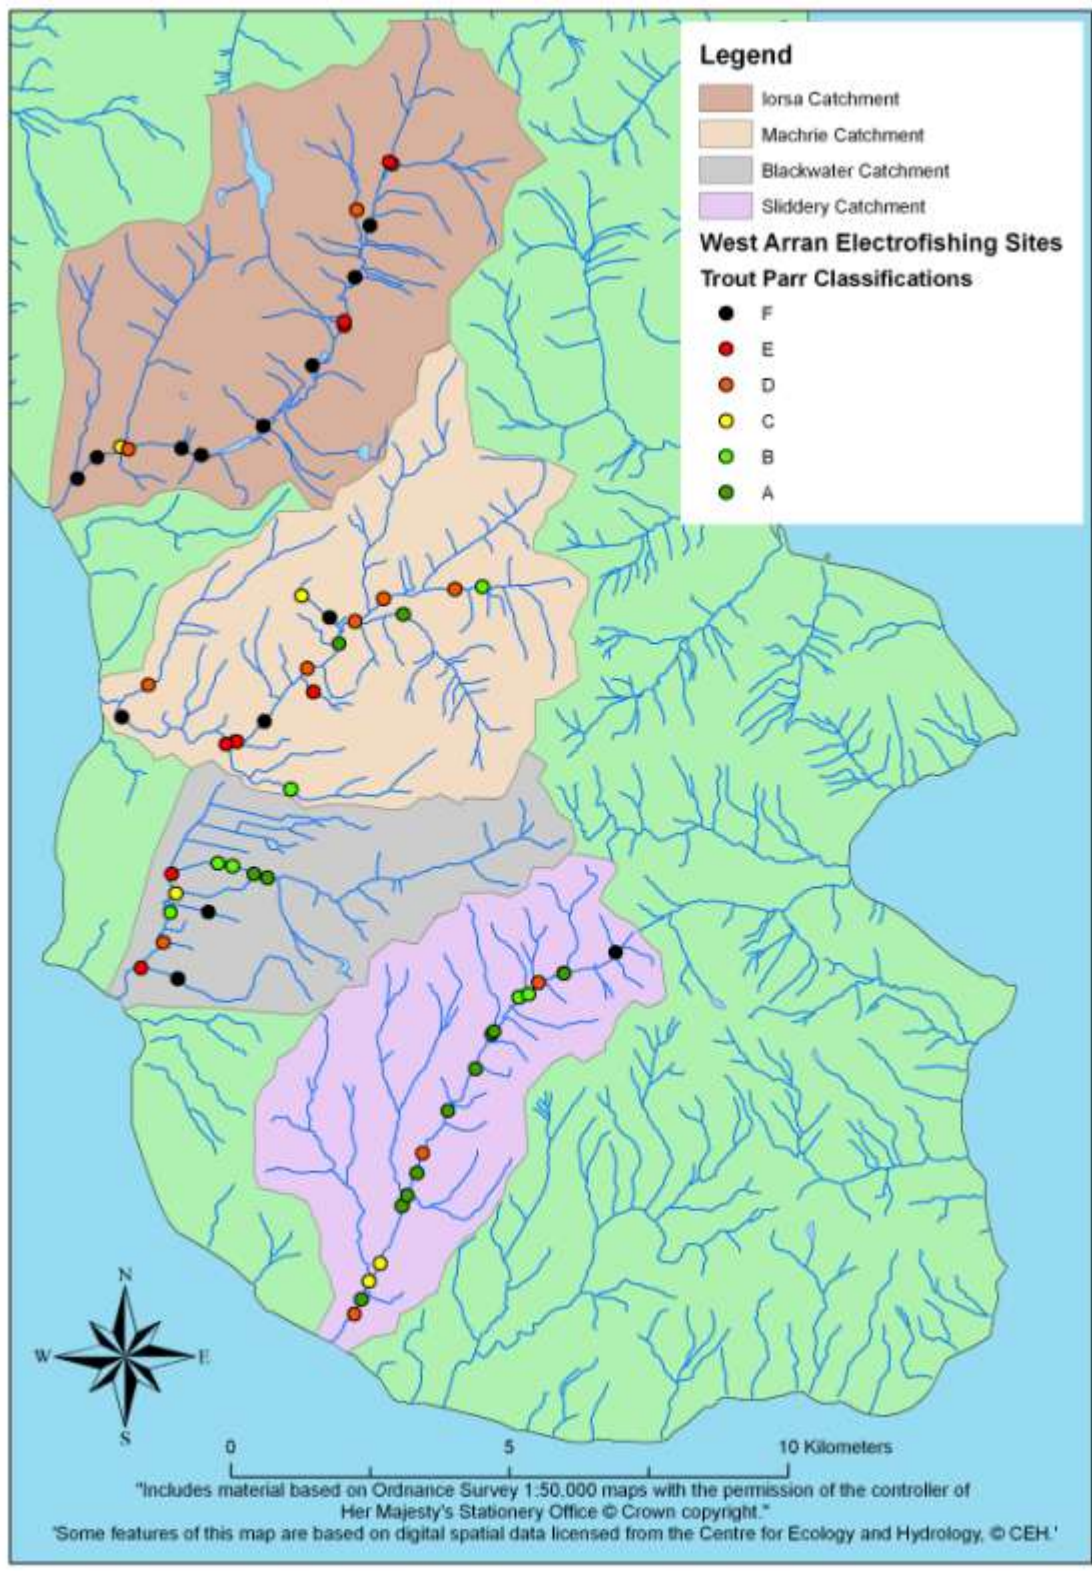 Legend
Iorsa Catchment
Machrie Catchment
Blackwater Catchment
Sliddery Catchment
West Arran Electrofishing Sites
Trout Parr Classifications
F
E
D
C
B
A
N
W
E
S
0
5
10 Kilometers
"Includes material based on Ordnance Survey 1:50,000 maps with the permission of the controller of
Her Majesty's Stationery Office © Crown copyright."
'Some features of this map are based on digital spatial data licensed from the Centre for Ecology and Hydrology, © CEH.'